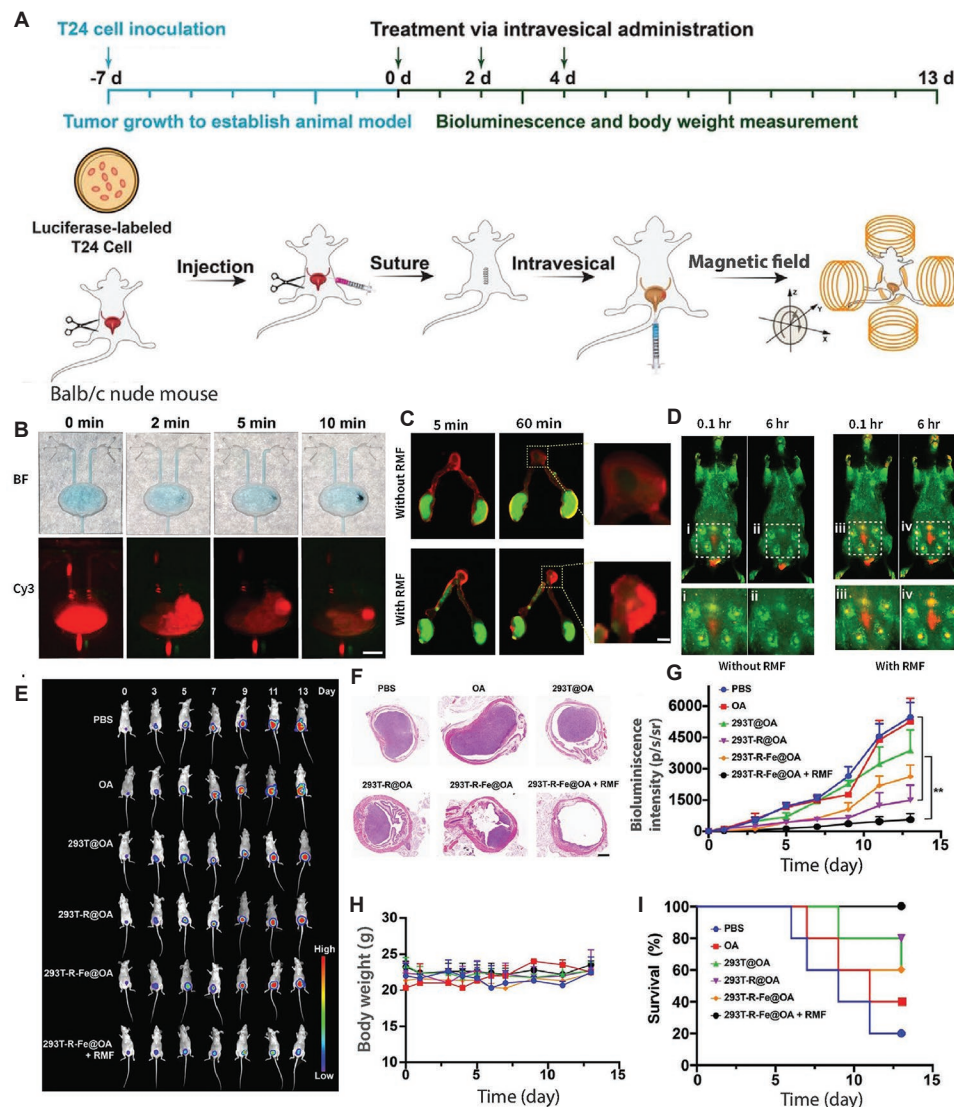 A
T24 cell inoculation
Treatment via intravesical administration
-7 d
0 d
2 d
4 d
13 d
Tumor growth to establish animal model
Bioluminescence and body weight measurement
Luciferase-labeled
T24 Cell
Injection
Suture
Intravesical
Magnetic field
Z
Y
X
Balb/c nude mouse
B
0 min
2 min
5 min
10 min
BF
Cy3
C
5 min
60 min
Without RMF
With RMF
D
0.1 hr
6 hr
0.1 hr
6 hr
i
ii
iii
iv
i
ii
iii
iv
Without RMF
With RMF
E
0 3 5 7 9 11 13 Day
PBS
OA
293T@OA
293T-R@OA
293T-R-Fe@OA
293T-R-Fe@OA
+ RMF
High
Low
F
PBS
OA
293T@OA
293T-R@OA
293T-R-Fe@OA
293T-R-Fe@OA + RMF
G
Bioluminiscence
intensity (p/s/sr)
6000
4500
3000
1500
0
PBS
OA
293T@OA
293T-R@OA
293T-R-Fe@OA
293T-R-Fe@OA + RMF
**
0 5 10 15
Time (day)
H
Body weight (g)
30
25
20
15
10
0 5 10 15
Time (day)
I
Survival (%)
100
80
60
40
20
PBS
OA
293T@OA
293T-R@OA
293T-R-Fe@OA
293T-R-Fe@OA + RMF
0 5 10 15
Time (day)